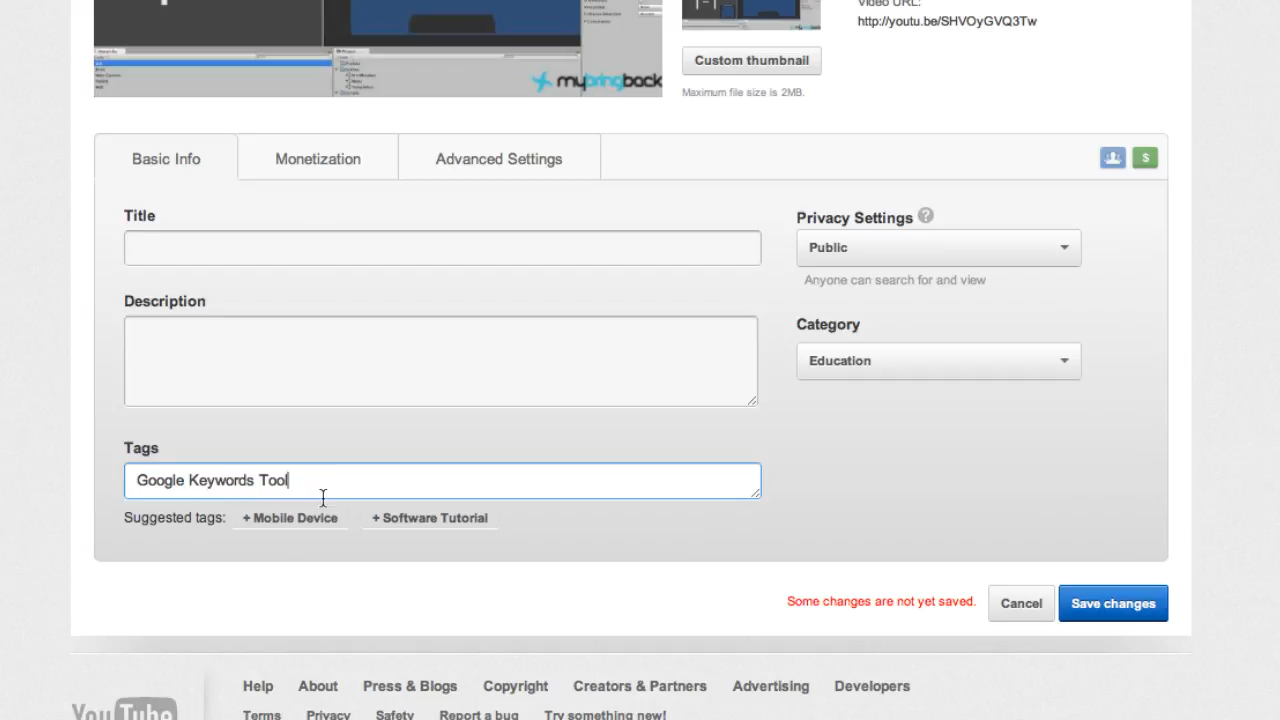 Video URL:
http://youtu.be/SHVOyGVQ3Tw
Custom thumbnail
Maximum file size is 2MB.
mybringback
Basic Info
Monetization
Advanced Settings
$
Title
Privacy Settings ?
Public
Anyone can search for and view
Description
Category
Education
Tags
Google Keywords Tool
Suggested tags: + Mobile Device + Software Tutorial
Some changes are not yet saved.
Cancel
Save changes
Help About Press & Blogs Copyright Creators & Partners Advertising Developers
YouTube
Terms Privacy Safety Report a bug Try something new!